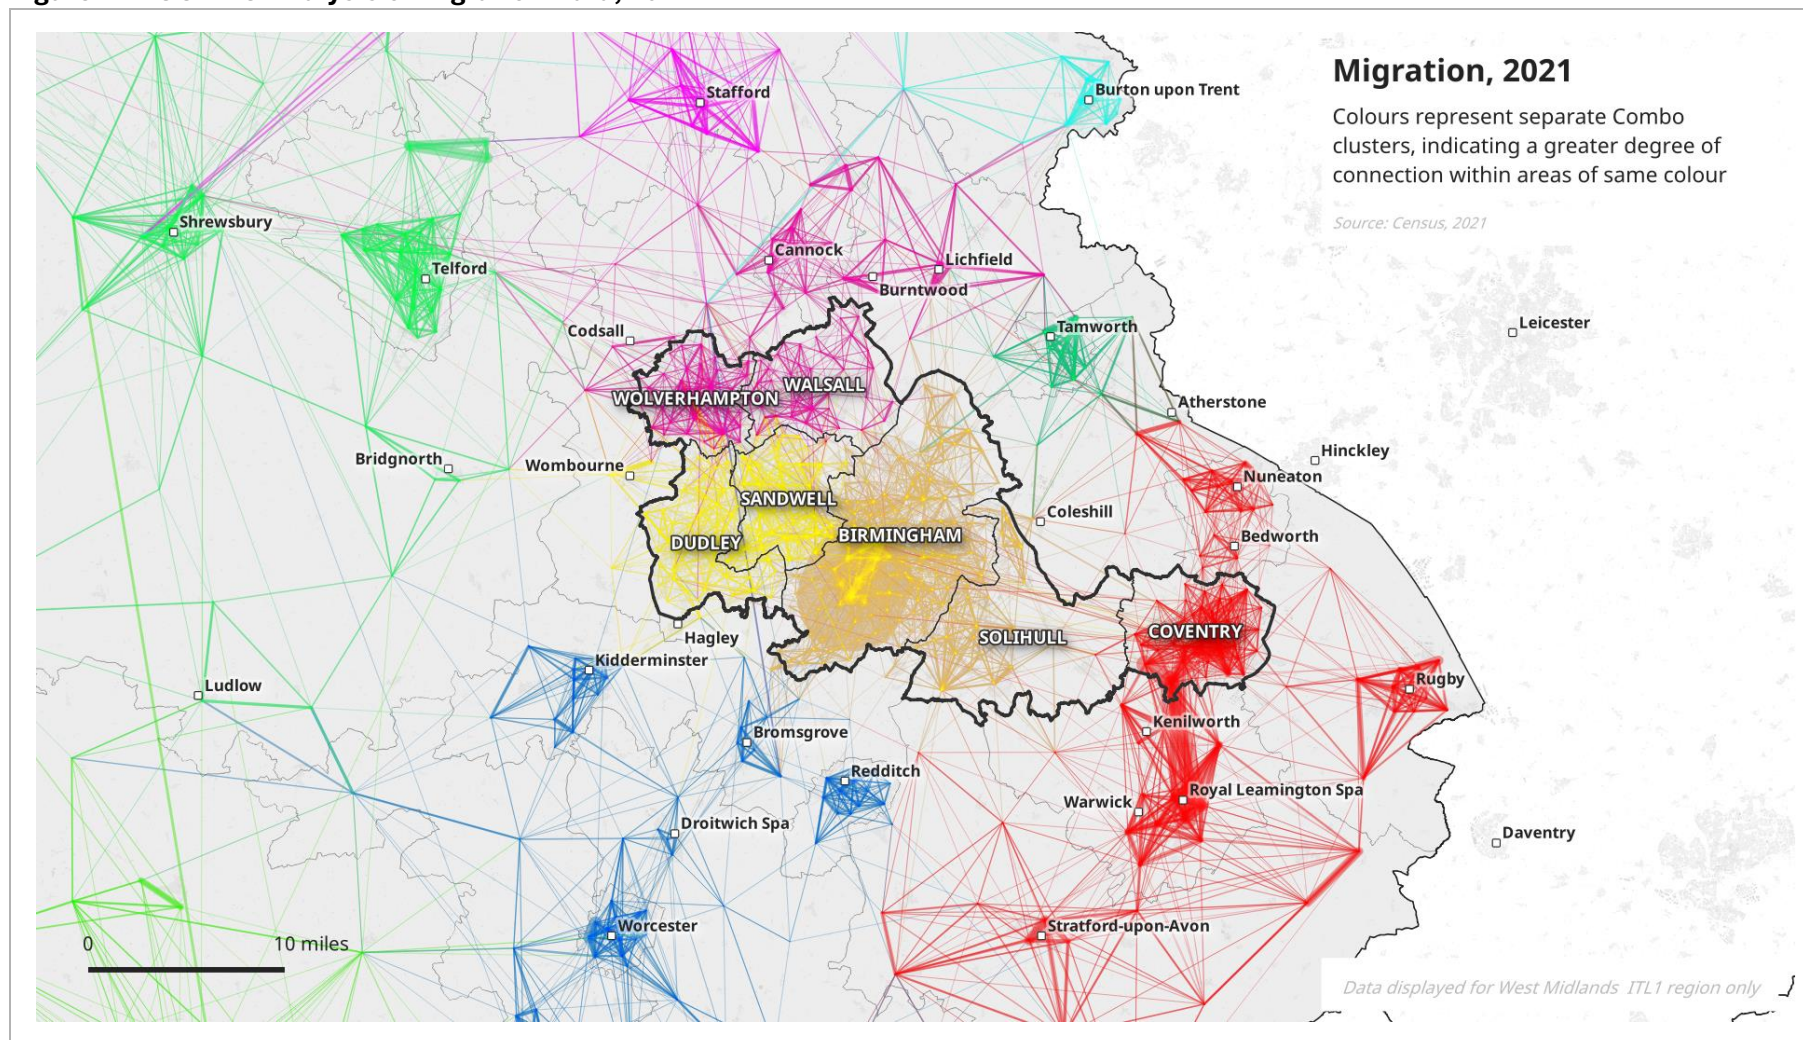 Migration, 2021
Colours represent separate Combo
clusters, indicating a greater degree of
connection within areas of same colour
Source: Census, 2021
Stafford
Burton upon Trent
Shrewsbury
Telford
Cannock
Lichfield
Burntwood
Codsall
Tamworth
Leicester
WOLVERHAMPTON
WALSALL
Atherstone
Bridgnorth
Wombourne
Hinckley
Nuneaton
SANDWELL
Coleshill
DUDLEY
BIRMINGHAM
Bedworth
Hagley
SOLIHULL
COVENTRY
Kidderminster
Ludlow
Rugby
Bromsgrove
Kenilworth
Redditch
Warwick
Royal Leamington Spa
Droitwich Spa
Daventry
Worcester
Stratford-upon-Avon
0 10 miles
Data displayed for West Midlands ITL1 region only